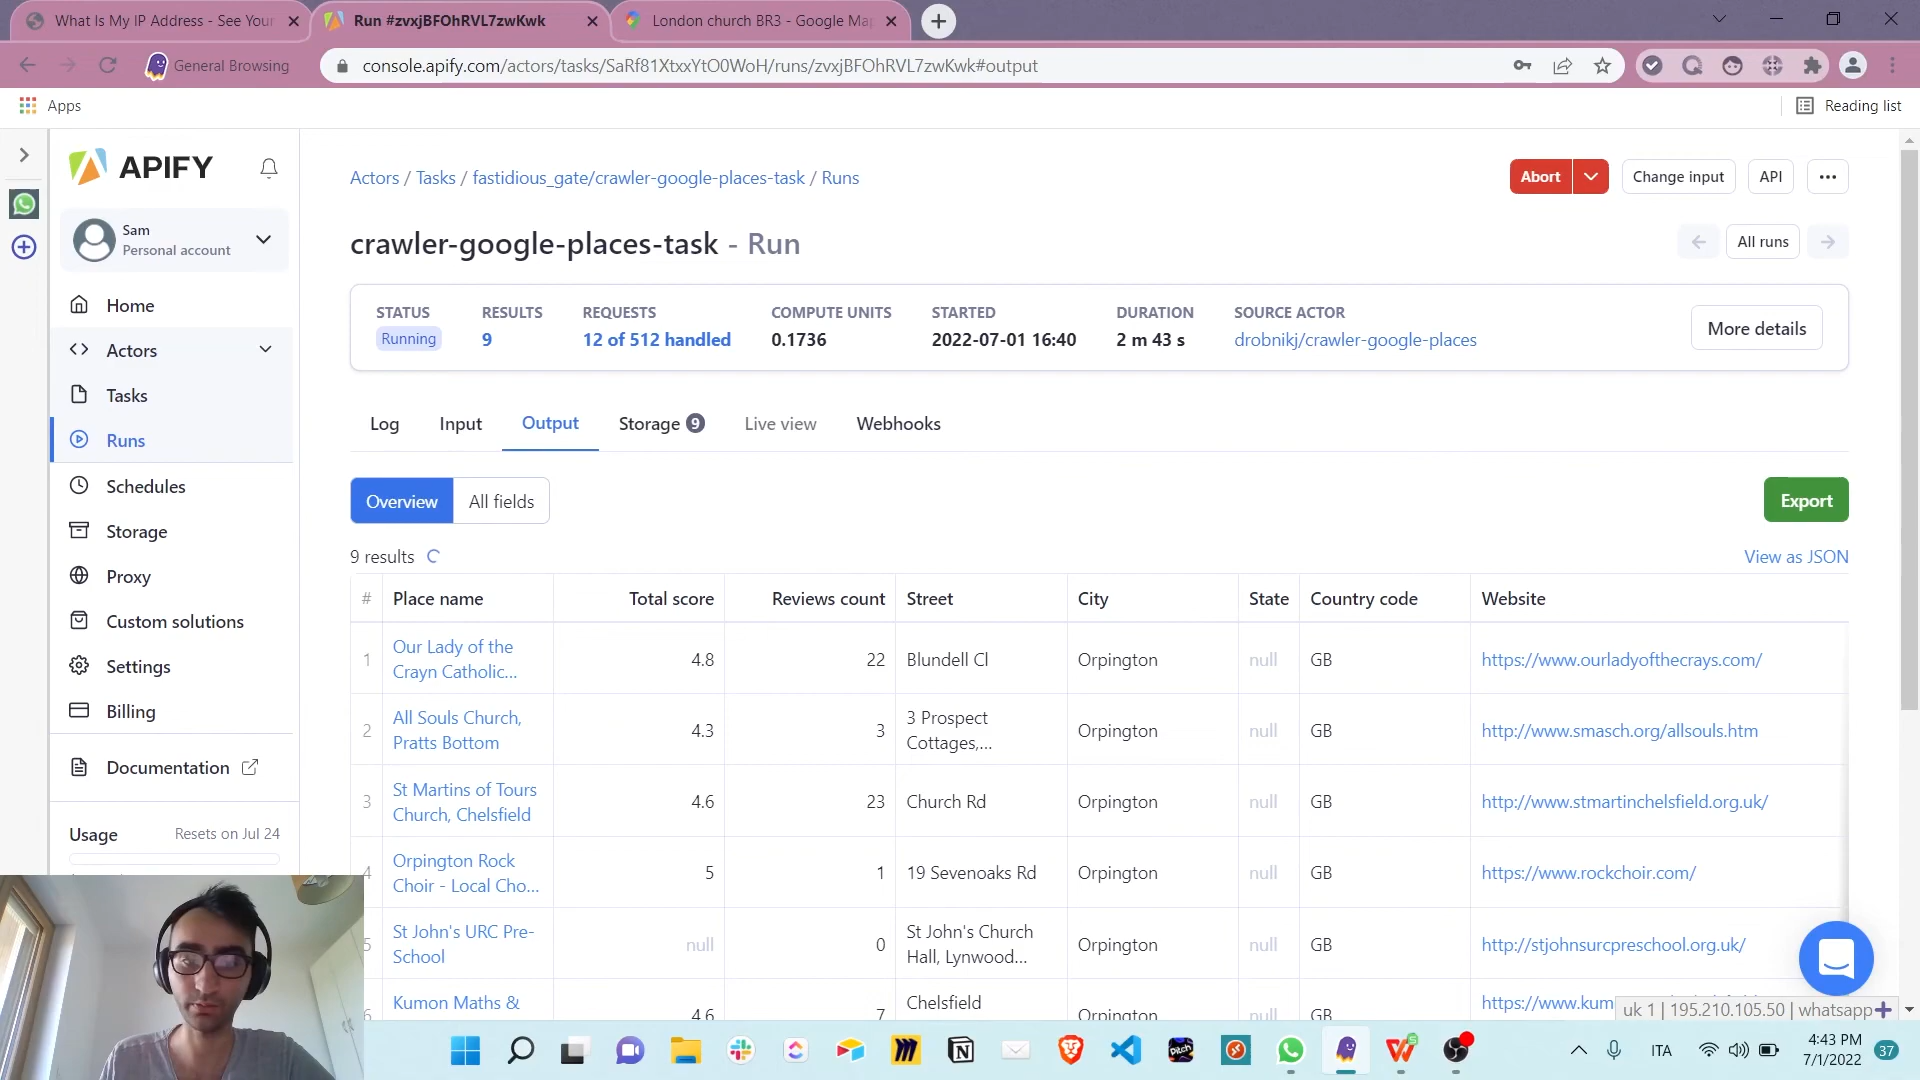 What Is My IP Address - See Your
Run #zvxjBFOhRVL7zwKwk
London church BR3 - Google Map
General Browsing
console.apify.com/actors/tasks/SaRf81XtxxYtO0WoH/runs/zvxjBFOhRVL7zwKwk#output
Apps
Reading list
APIFY
Sam
Personal account
Home
Actors
Tasks
Runs
Schedules
Storage
Proxy
Custom solutions
Settings
Billing
Documentation
Usage
Resets on Jul 24
Actors / Tasks / fastidious_gate/crawler-google-places-task / Runs
Abort
Change input
API
crawler-google-places-task - Run
All runs
STATUS RESULTS REQUESTS COMPUTE UNITS STARTED DURATION SOURCE ACTOR
Running 9 12 of 512 handled 0.1736 2022-07-01 16:40 2 m 43 s drobnikj/crawler-google-places
More details
Log Input Output Storage 9 Live view Webhooks
Overview All fields
Export
9 results
View as JSON
# Place name Total score Reviews count Street City State Country code Website
1 Our Lady of the Crayn Catholic... 4.8 22 Blundell Cl Orpington null GB https://www.ourladyofthecrays.com/
2 All Souls Church, Pratts Bottom 4.3 3 3 Prospect Cottages,... Orpington null GB http://www.smasch.org/allsouls.htm
3 St Martins of Tours Church, Chelsfield 4.6 23 Church Rd Orpington null GB http://www.stmartinchelsfield.org.uk/
4 Orpington Rock Choir - Local Cho... 5 1 19 Sevenoaks Rd Orpington null GB https://www.rockchoir.com/
5 St John's URC Pre-School null 0 St John's Church Hall, Lynwood... Orpington null GB http://stjohnsurcpreschool.org.uk/
6 Kumon Maths & 4.6 7 Chelsfield Orpington null GB https://www.kum
uk 1 | 195.210.105.50 | whatsapp
Pitch
ITA
4:43 PM
7/1/2022
37